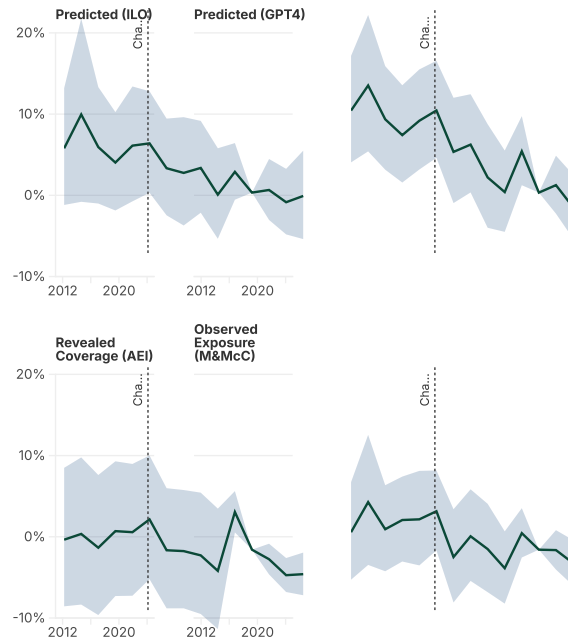 Predicted (ILO)
Predicted (GPT4)
20%
10%
0%
-10%
Cha...
Cha...
2012
2020
2012
2020
Revealed
Coverage (AEI)
Observed
Exposure
(M&McC)
20%
10%
0%
-10%
Cha...
Cha...
2012
2020
2012
2020